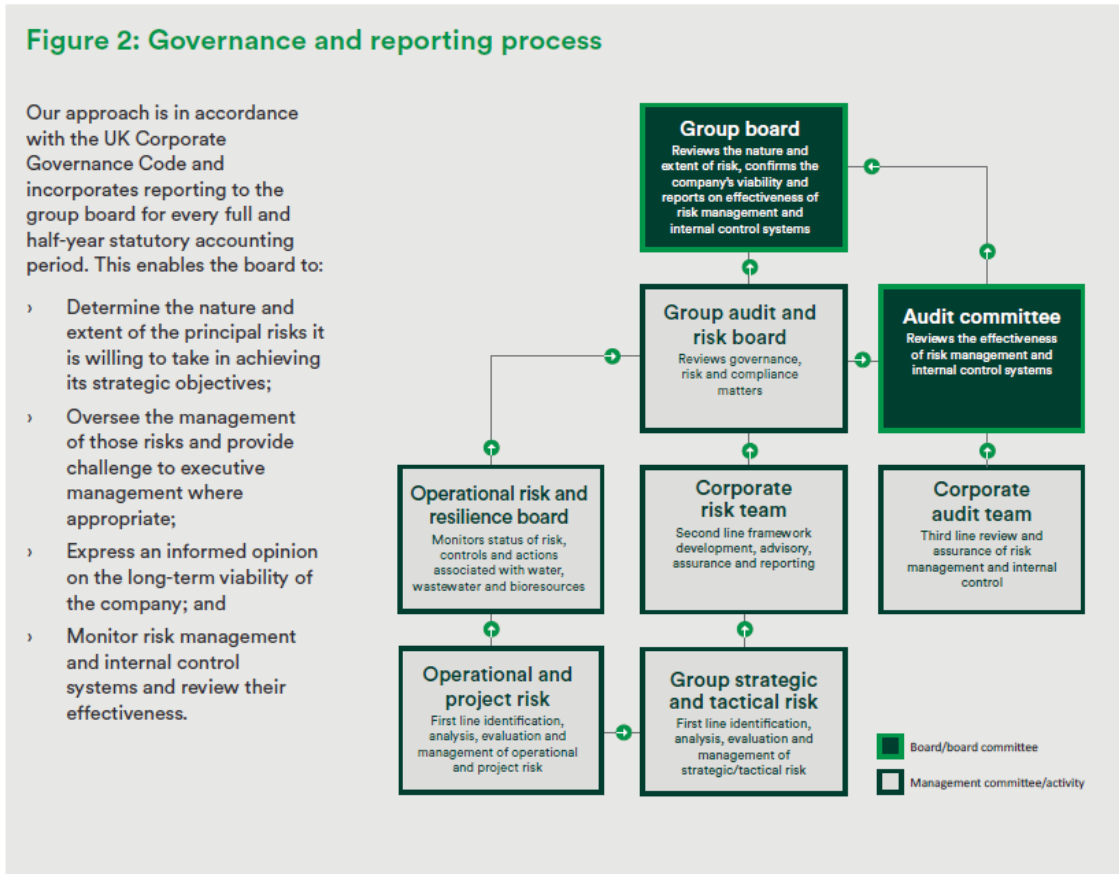 Figure 2: Governance and reporting process
Our approach is in accordance
with the UK Corporate
Governance Code and
incorporates reporting to the
group board for every full and
half-year statutory accounting
period. This enables the board to:
› Determine the nature and
extent of the principal risks it
is willing to take in achieving
its strategic objectives;
› Oversee the management
of those risks and provide
challenge to executive
management where
appropriate;
› Express an informed opinion
on the long-term viability of
the company; and
› Monitor risk management
and internal control
systems and review their
effectiveness.
Group board
Reviews the nature and
extent of risk, confirms the
company's viability and
reports on effectiveness of
risk management and
internal control systems
Group audit and
risk board
Reviews governance,
risk and compliance
matters
Audit committee
Reviews the effectiveness
of risk management and
internal control systems
Operational risk and
resilience board
Monitors status of risk,
controls and actions
associated with water,
wastewater and bioresources
Corporate
risk team
Second line framework
development, advisory,
assurance and reporting
Corporate
audit team
Third line review and
assurance of risk
management and internal
control
Operational and
project risk
First line identification,
analysis, evaluation and
management of operational
and project risk
Group strategic
and tactical risk
First line identification,
analysis, evaluation and
management of
strategic/tactical risk
Board/board committee
Management committee/activity